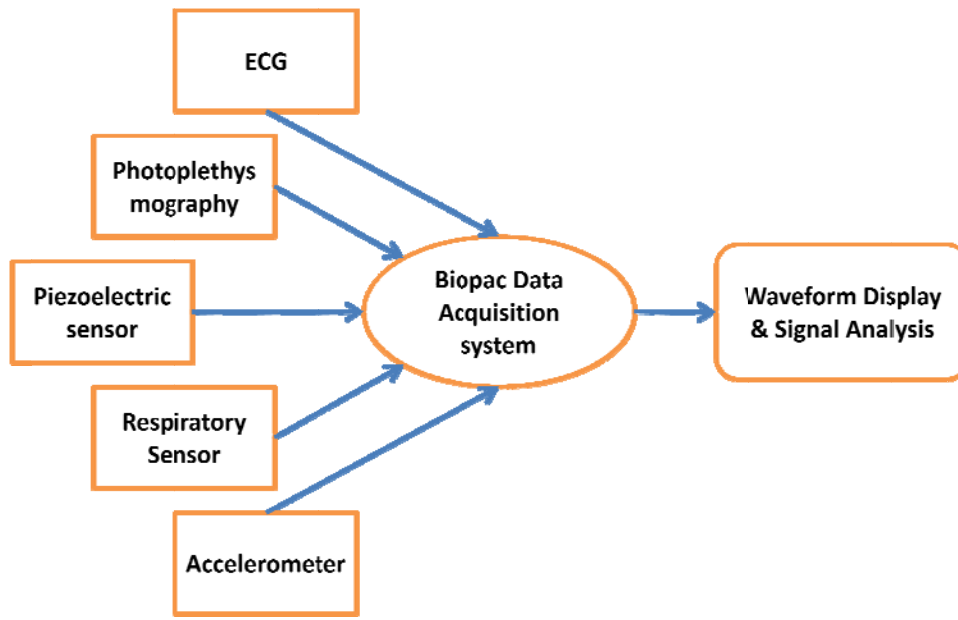 ECG
Photoplethys
mography
Piezoelectric
sensor
Biopac Data
Acquisition
system
Waveform Display
& Signal Analysis
Respiratory
Sensor
Accelerometer